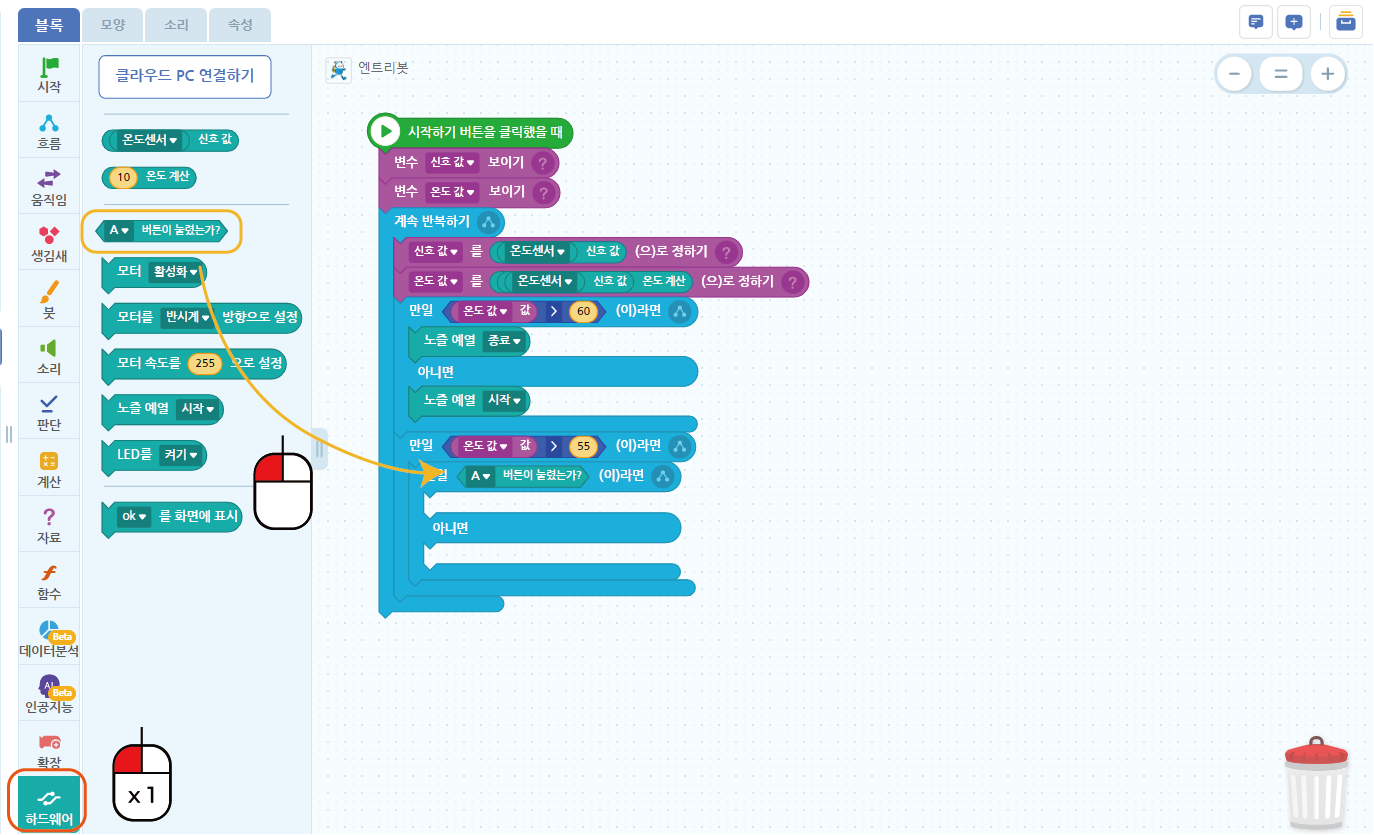 블록
모양
소리
속성
시작
흐름
움직임
생김새
붓
소리
판단
계산
자료
함수
Beta
데이터분석
AI
Beta
인공지능
확장
하드웨어
클라우드 PC 연결하기
온도센서 신호 값
10 온도 계산
A 버튼이 눌렸는가?
모터 활성화
모터를 반시계 방향으로 설정
모터 속도를 255 으로 설정
노즐 예열 시작
LED를 켜기
ok 를 화면에 표시
x 1
엔트리봇
시작하기 버튼을 클릭했을 때
변수 신호 값 보이기 ?
변수 온도 값 보이기 ?
계속 반복하기
신호 값 를 온도센서 신호 값 (으)로 정하기 ?
온도 값 를 온도센서 신호 값 온도 계산 (으)로 정하기 ?
만일 온도 값 값 > 60 (이)라면
노즐 예열 종료
아니면
노즐 예열 시작
만일 온도 값 값 > 55 (이)라면
일 A 버튼이 눌렸는가? (이)라면
아니면